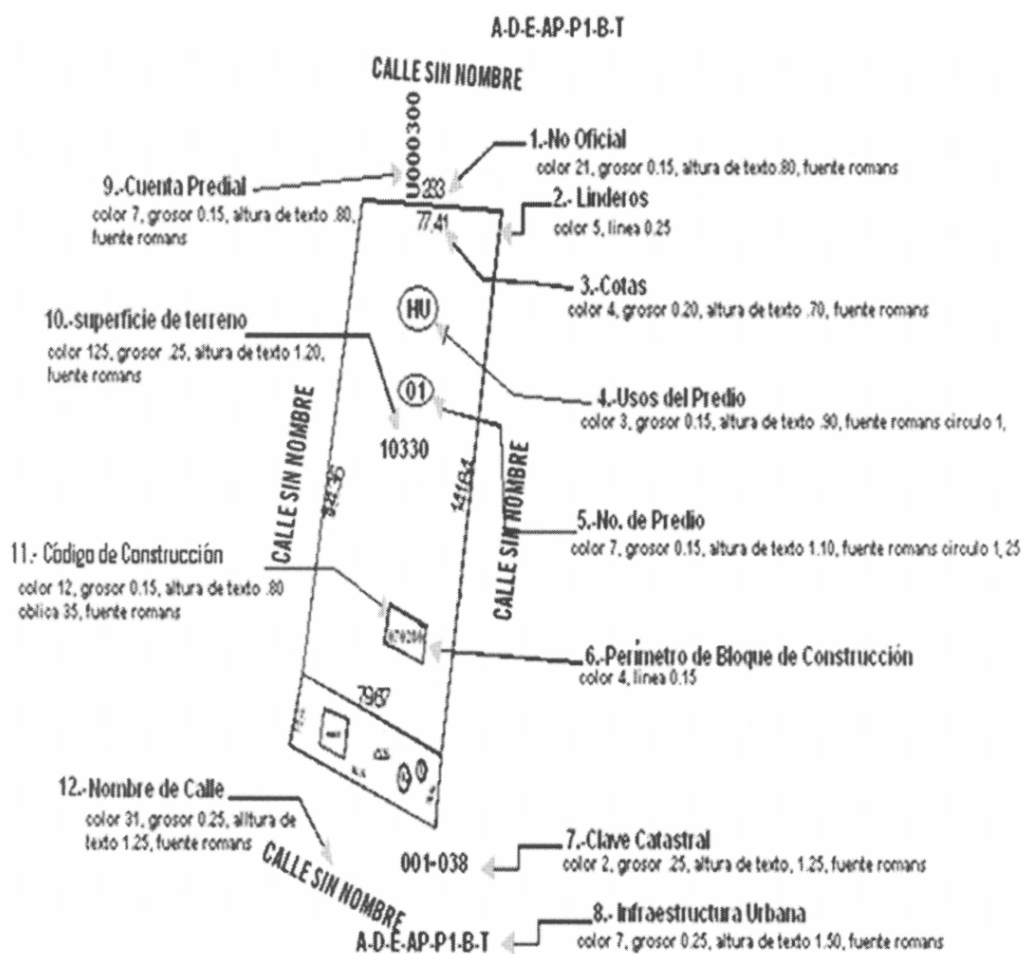 A-D-E-AP-P1-B-T
CALLE SIN NOMBRE
U000300
283
1.-No Oficial
color 21, grosor 0.15, altura de texto.80, fuente romans
9.-Cuenta Predial
color 7, grosor 0.15, altura de texto .80,
fuente romans
2.- Linderos
color 5, linea 0.25
77.41
3.-Cotas
color 4, grosor 0.20, altura de texto .70, fuente romans
HU
10.-superficie de terreno
color 125, grosor .25, altura de texto 1.20,
fuente romans
01
4.-Usos del Predio
color 3, grosor 0.15, altura de texto .90, fuente romans circulo 1,
10330
CALLE SIN NOMBRE
141.64
CALLE SIN NOMBRE
5.-No. de Predio
color 7, grosor 0.15, altura de texto 1.10, fuente romans circulo 1,25
11.- Código de Construcción
color 12, grosor 0.15, altura de texto .80
oblica 35, fuente romans
6.-Perímetro de Bloque de Construcción
color 4, linea 0.15
79.67
12.-Nombre de Calle
color 31, grosor 0.25, alltura de
texto 1.25, fuente romans
CALLE SIN NOMBRE
001-038
7.-Clave Catastral
color 2, grosor .25, altura de texto, 1.25, fuente romans
A-D-E-AP-P1-B-T
8.- Infraestructura Urbana
color 7, grosor 0.25, altura de texto 1.50, fuente romans